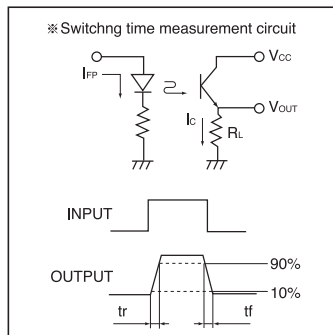 ※Switchng time measurement circuit
IFP
VCC
VOUT
IC
RL
INPUT
OUTPUT
90%
10%
tr
tf